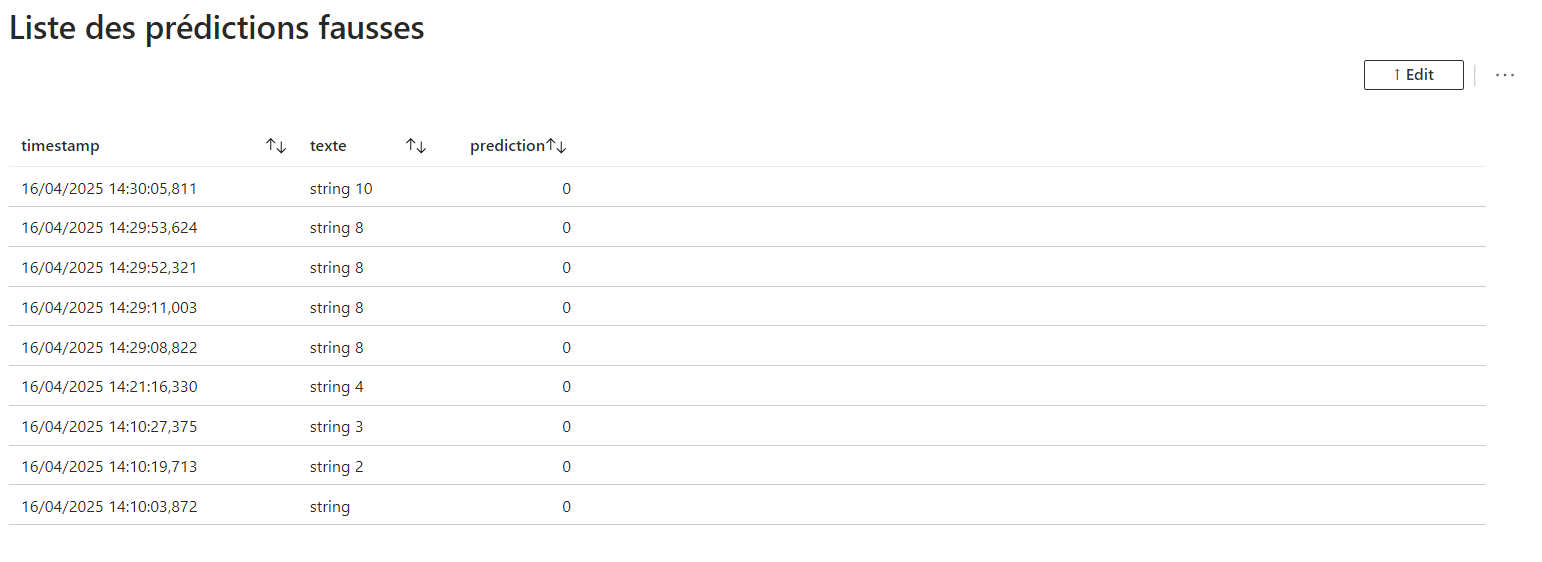 Liste des prédictions fausses
↑ Edit ...
timestamp ↑↓ texte ↑↓ prediction↑↓
16/04/2025 14:30:05,811 string 10 0
16/04/2025 14:29:53,624 string 8 0
16/04/2025 14:29:52,321 string 8 0
16/04/2025 14:29:11,003 string 8 0
16/04/2025 14:29:08,822 string 8 0
16/04/2025 14:21:16,330 string 4 0
16/04/2025 14:10:27,375 string 3 0
16/04/2025 14:10:19,713 string 2 0
16/04/2025 14:10:03,872 string 0